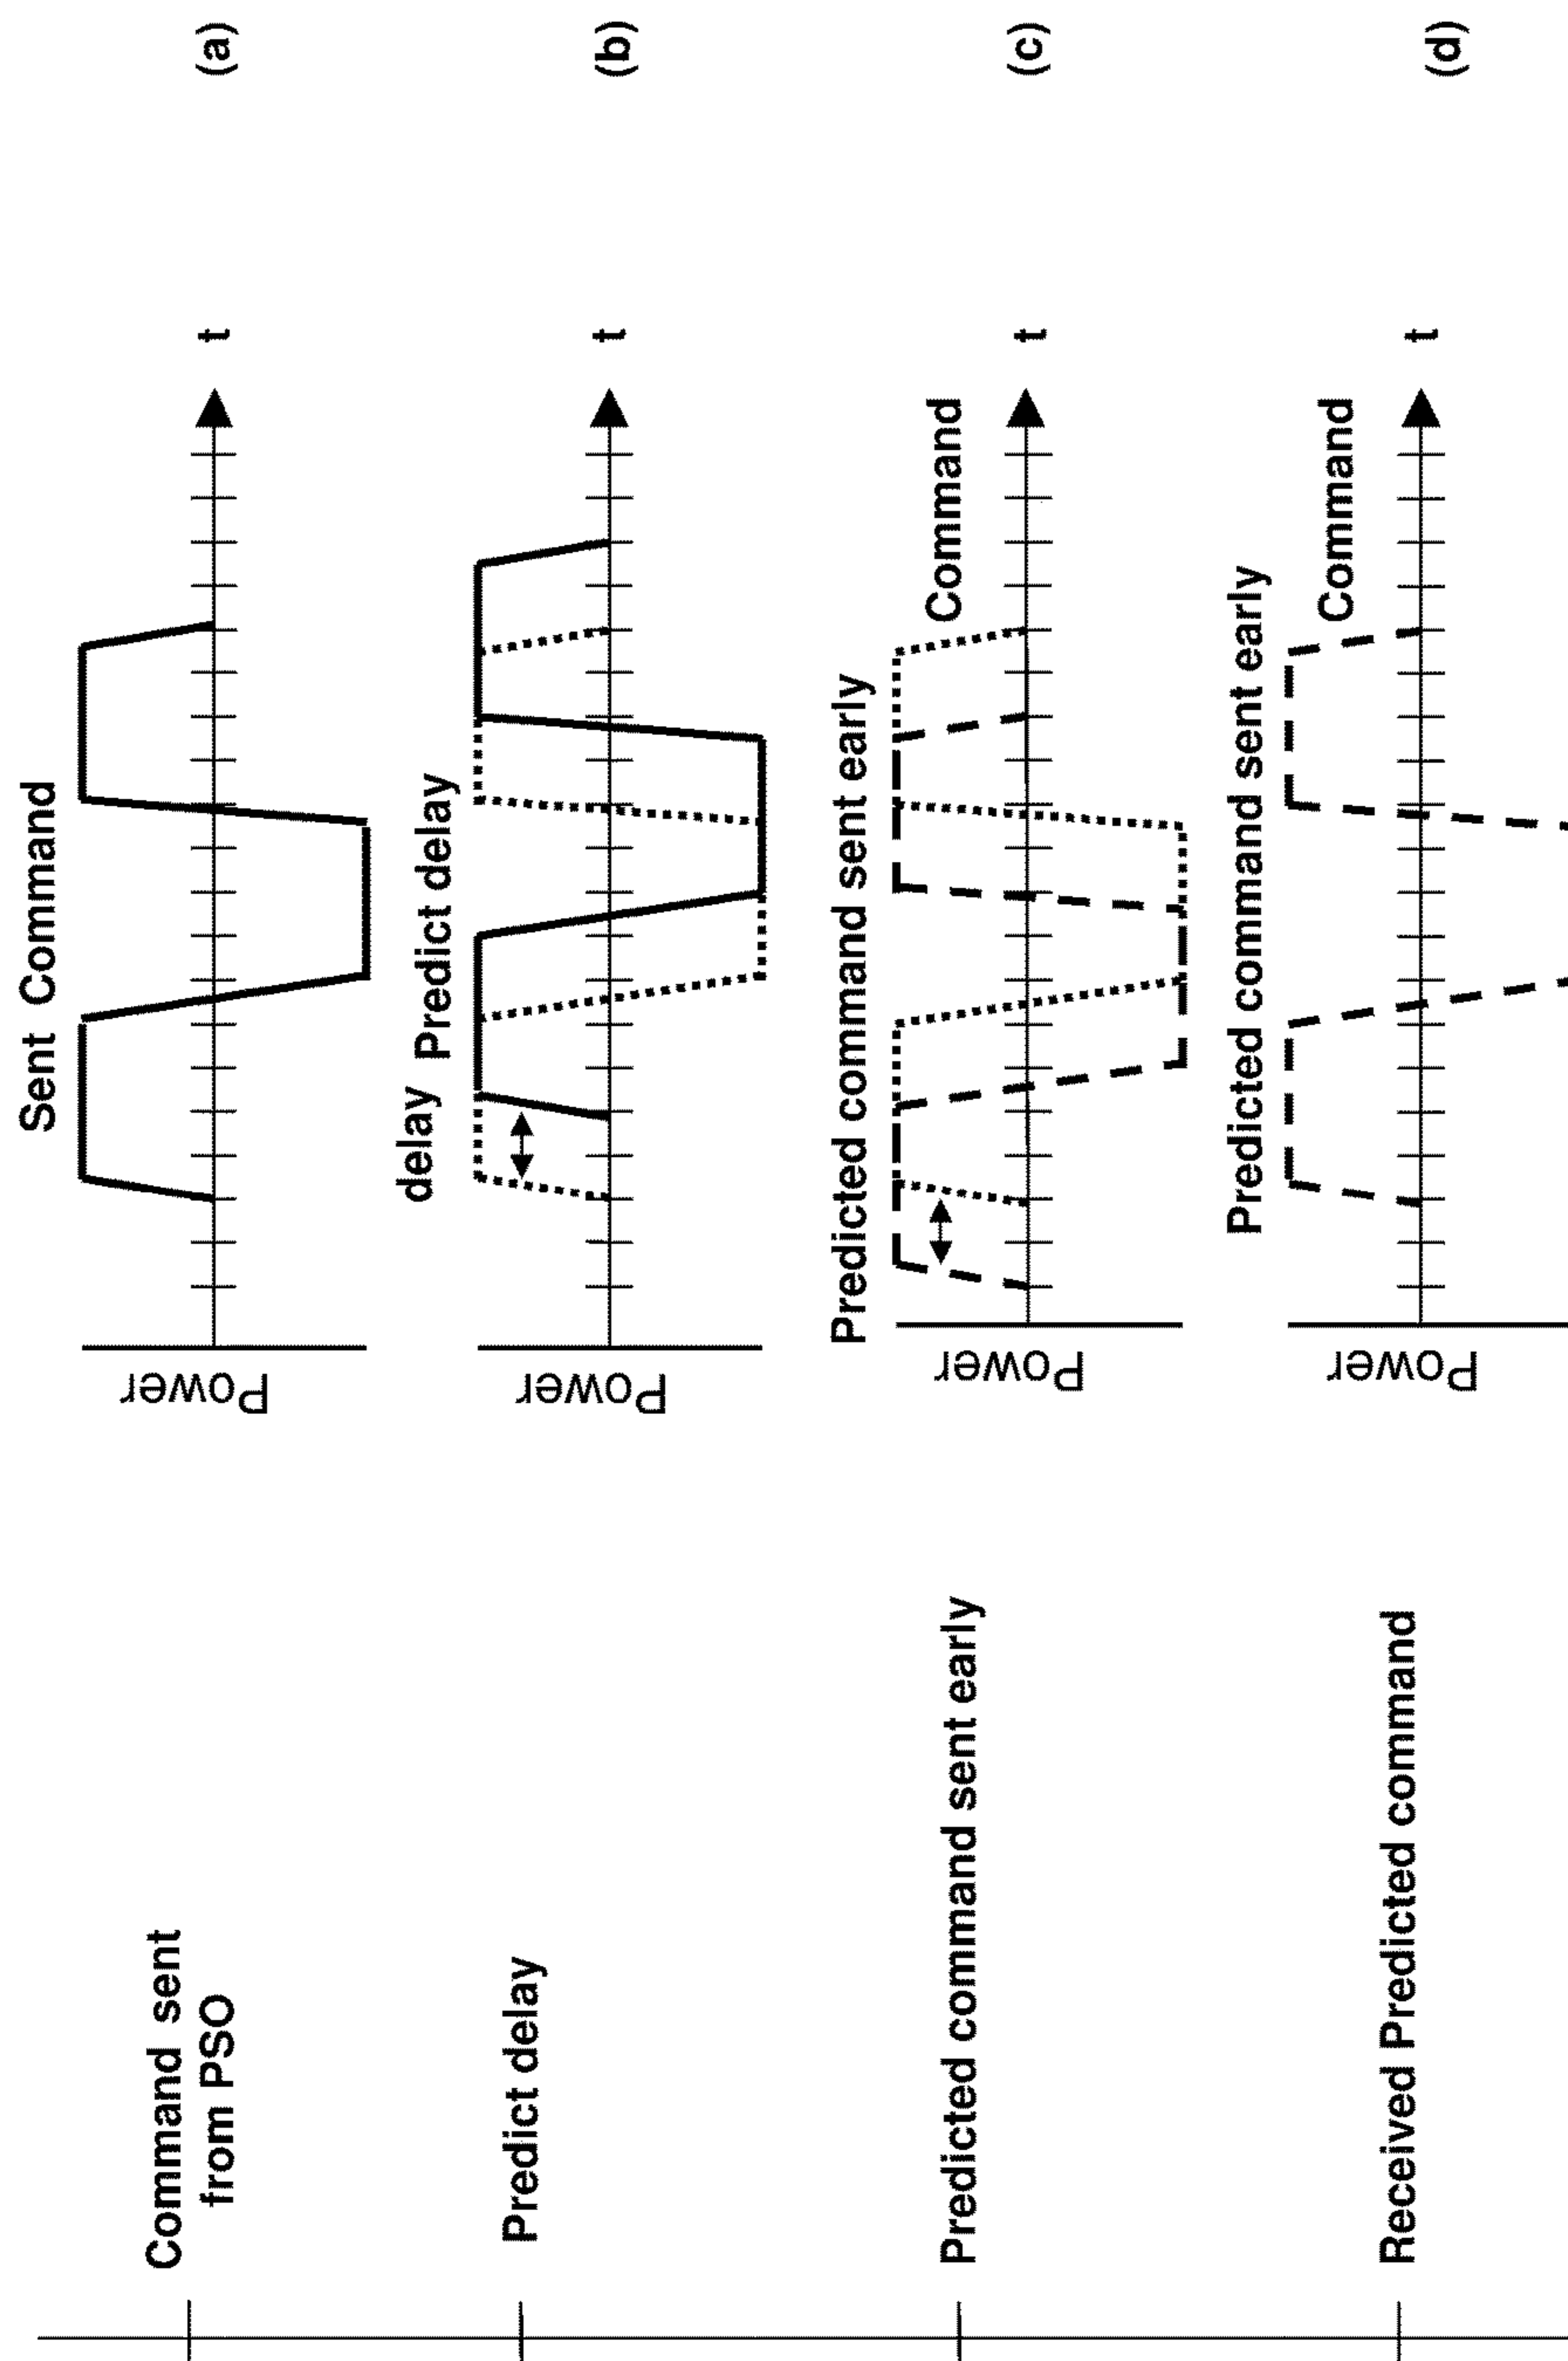 Command sent
from PSO
Sent Command
Power
t
(a)
Predict delay
delay Predict delay
Power
t
(b)
Predicted command sent early
Predicted command sent early
Command
Power
t
(c)
Received Predicted command
Predicted command sent early
Command
Power
t
(d)